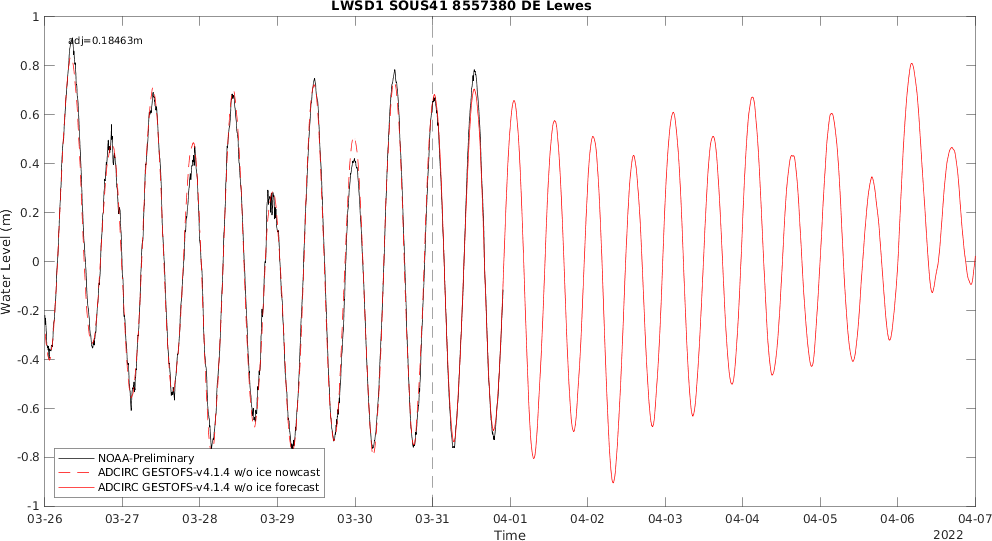 LWSD1 SOUS41 8557380 DE Lewes
adj=0.18463m
1
0.8
0.6
0.4
0.2
0
-0.2
-0.4
-0.6
-0.8
-1
Water Level (m)
NOAA-Preliminary
ADCIRC GESTOFS-v4.1.4 w/o ice nowcast
ADCIRC GESTOFS-v4.1.4 w/o ice forecast
03-26 03-27 03-28 03-29 03-30 03-31 04-01 04-02 04-03 04-04 04-05 04-06 04-07
Time
2022